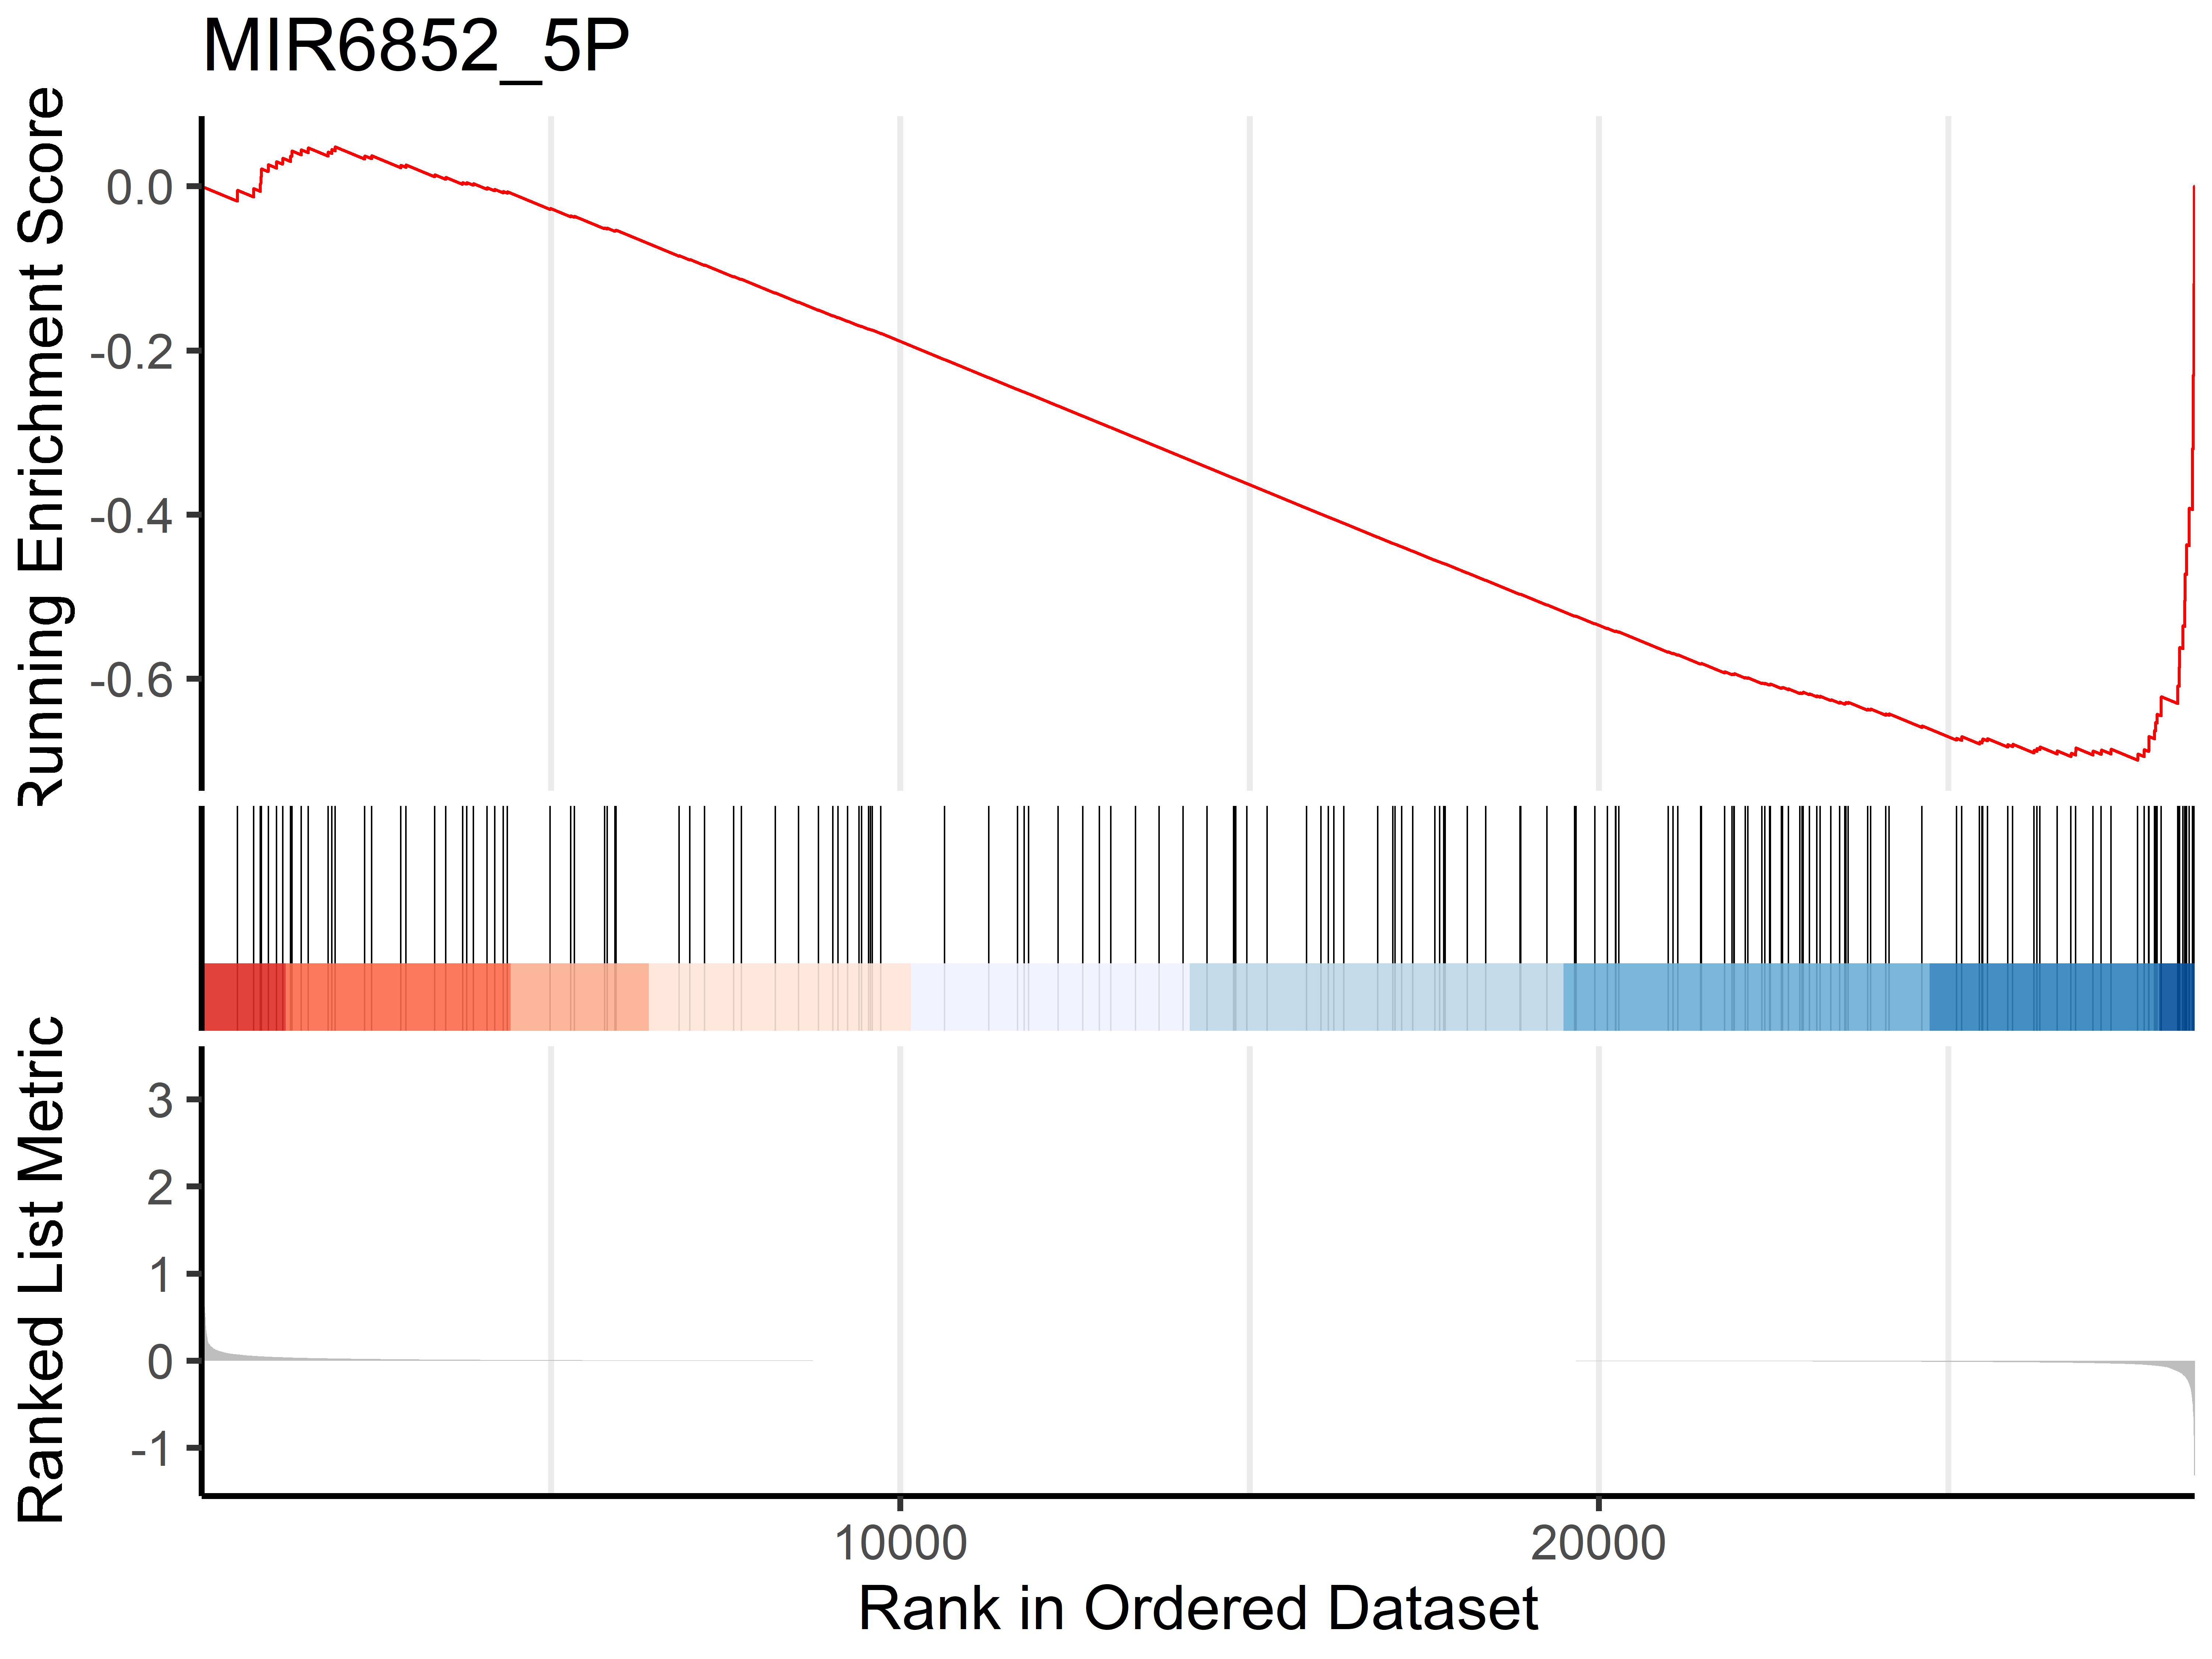 MIR6852_5P
Running Enrichment Score
0.0
-0.2
-0.4
-0.6
Ranked List Metric
3
2
1
0
-1
10000
20000
Rank in Ordered Dataset